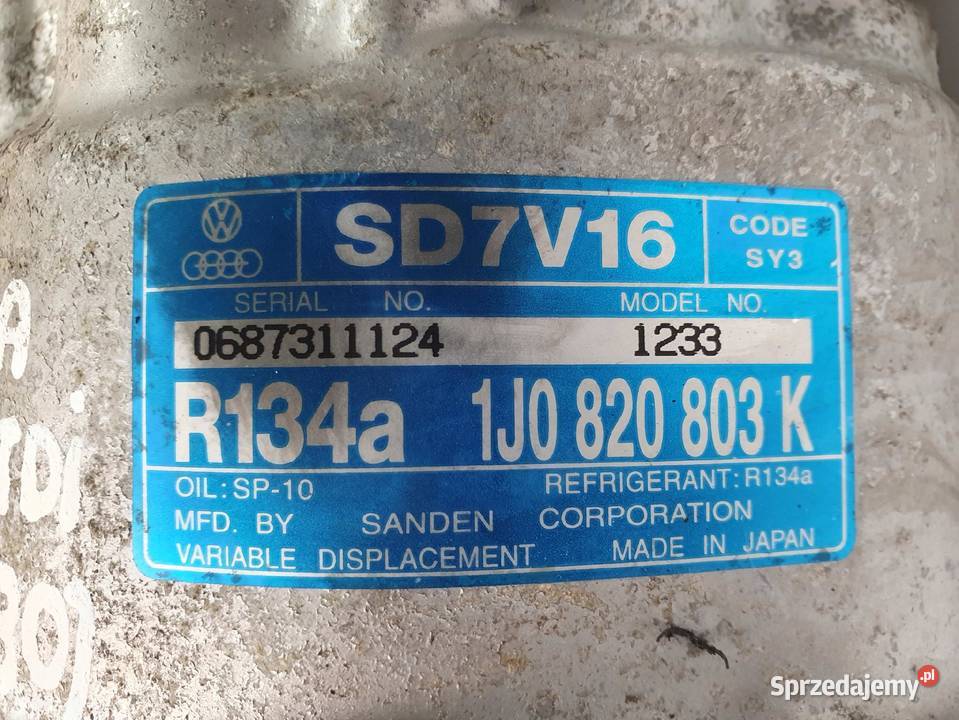 SD7V16
CODE
SY3
SERIAL NO. MODEL NO.
0687311124 1233
R134a 1J0 820 803 K
OIL: SP-10 REFRIGERANT: R134a
MFD. BY SANDEN CORPORATION
VARIABLE DISPLACEMENT MADE IN JAPAN
A
TDI
Sprzedajemy.pl